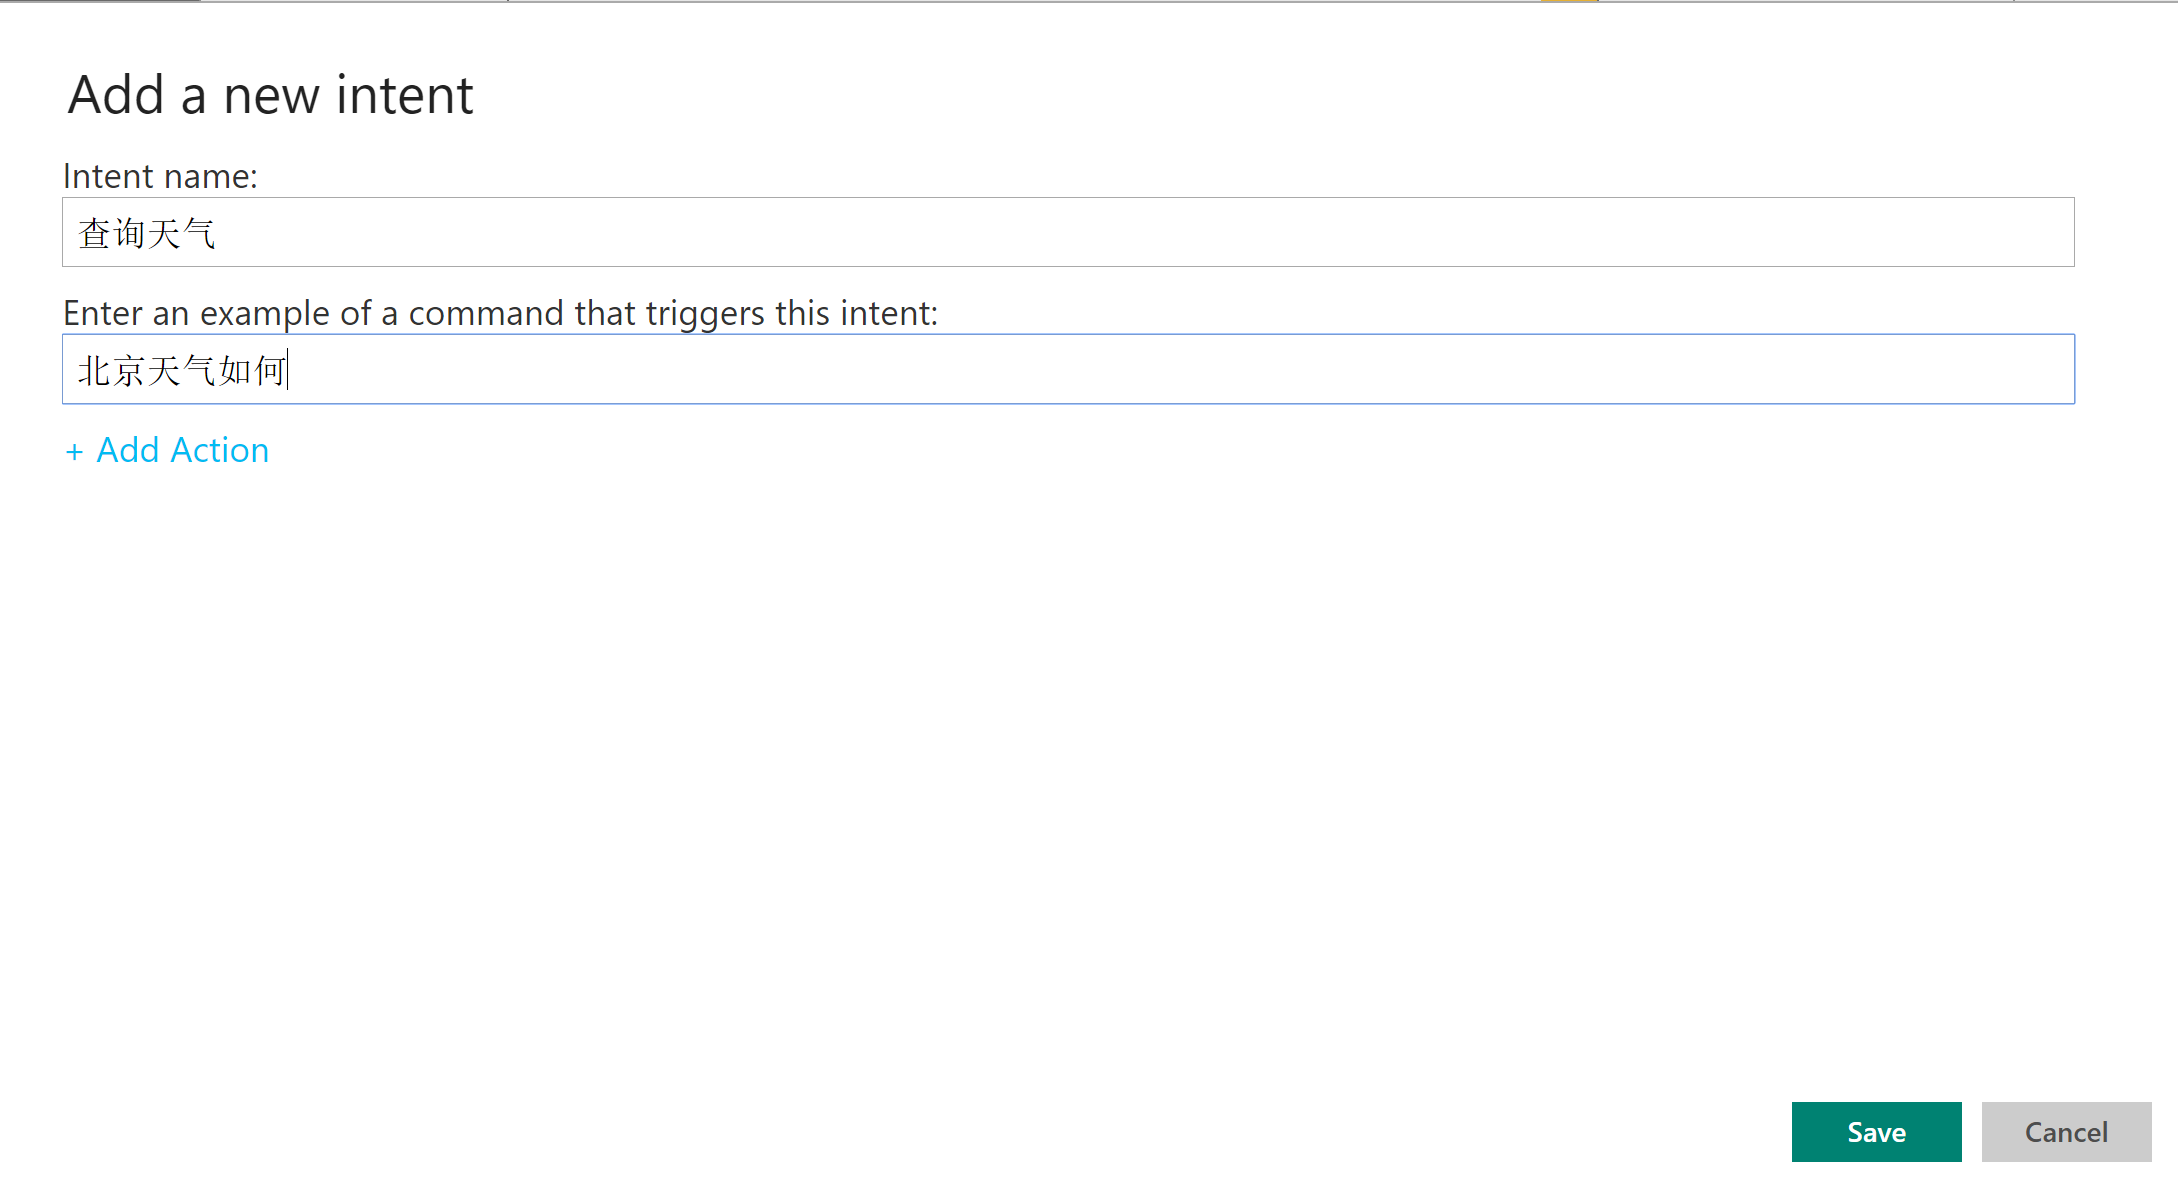 Add a new intent
Intent name:
查询天气
Enter an example of a command that triggers this intent:
北京天气如何
+ Add Action
Save
Cancel